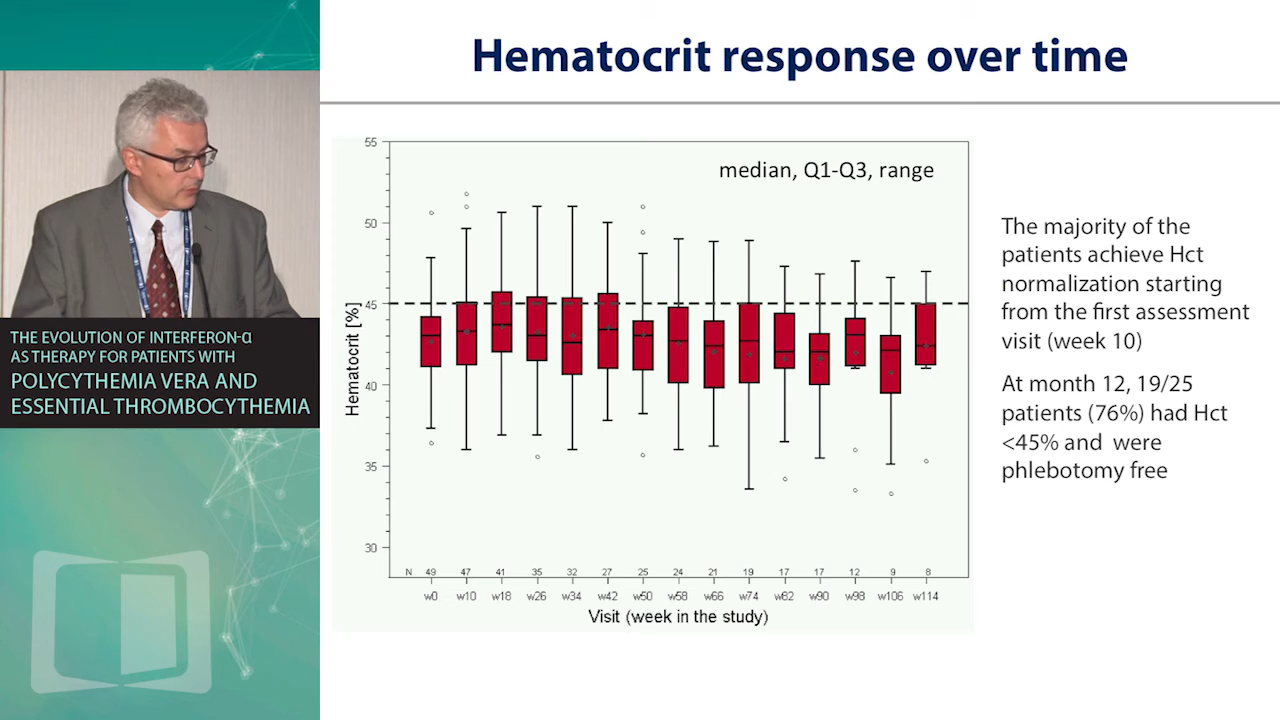 Hematocrit response over time
THE EVOLUTION OF INTERFERON-α
AS THERAPY FOR PATIENTS WITH
POLYCYTHEMIA VERA AND
ESSENTIAL THROMBOCYTHEMIA
median, Q1-Q3, range
Hematocrit [%]
55
50
45
40
35
30
N 49 47 41 35 32 27 25 24 21 19 17 17 12 9 8
w0 w10 w18 w26 w34 w42 w50 w58 w66 w74 w82 w90 w98 w106 w114
Visit (week in the study)
The majority of the
patients achieve Hct
normalization starting
from the first assessment
visit (week 10)
At month 12, 19/25
patients (76%) had Hct
<45% and were
phlebotomy free